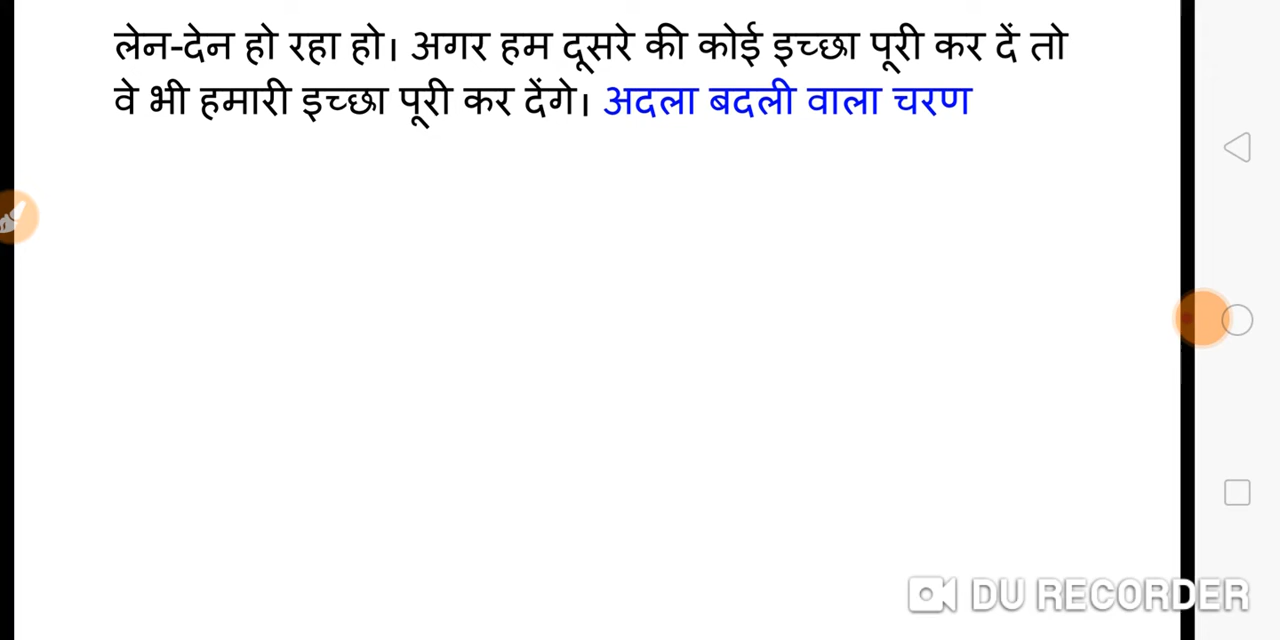 लेन-देन हो रहा हो। अगर हम दूसरे की कोई इच्छा पूरी कर दें तो
वे भी हमारी इच्छा पूरी कर देंगे। अदला बदली वाला चरण
DU RECORDER